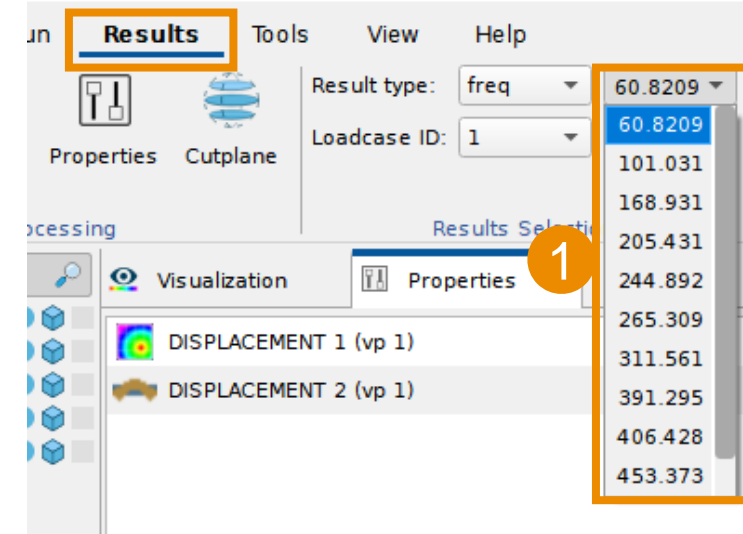 un Results Tools View Help
Result type: freq 60.8209
Loadcase ID: 1
Properties Cutplane
ocessing Results Selecti
Visualization Properties
DISPLACEMENT 1 (vp 1)
DISPLACEMENT 2 (vp 1)
1
60.8209
101.031
168.931
205.431
244.892
265.309
311.561
391.295
406.428
453.373